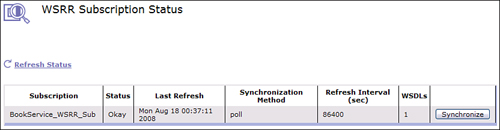 WSRR Subscription Status
Refresh Status
Subscription Status Last Refresh Synchronization Method Refresh Interval (sec) WSDLs
BookService_WSRR_Sub Okay Mon Aug 18 00:37:11 2008 poll 86400 1 Synchronize